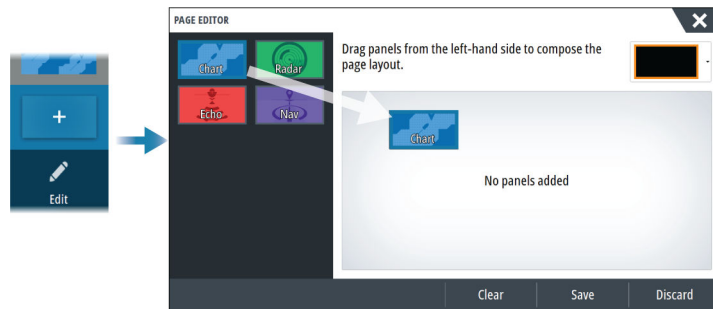 PAGE EDITOR
Drag panels from the left-hand side to compose the
page layout.
Chart
Radar
Echo
Nav
Chart
No panels added
+
Edit
Clear
Save
Discard